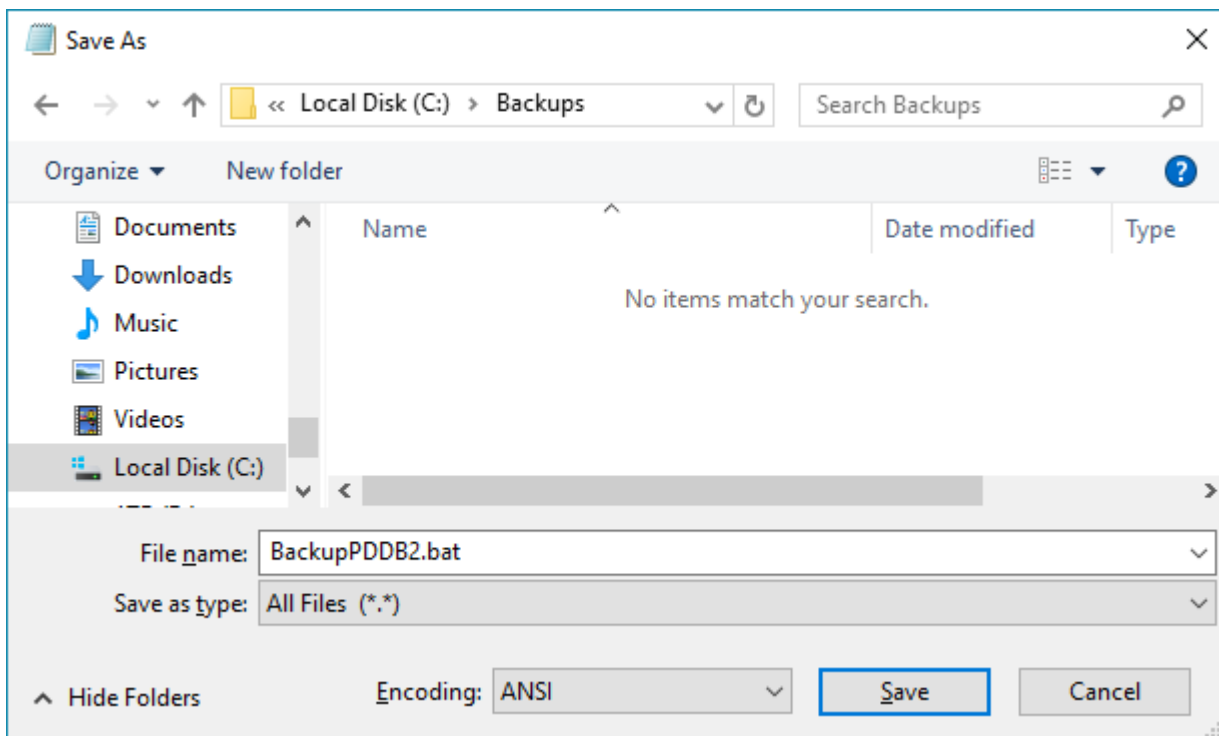 Save As
« Local Disk (C:) › Backups
Search Backups
Organize
New folder
Documents
Downloads
Music
Pictures
Videos
Local Disk (C:)
Name
Date modified
Type
No items match your search.
File name: BackupPDDB2.bat
Save as type: All Files (*.*)
Hide Folders
Encoding: ANSI
Save
Cancel